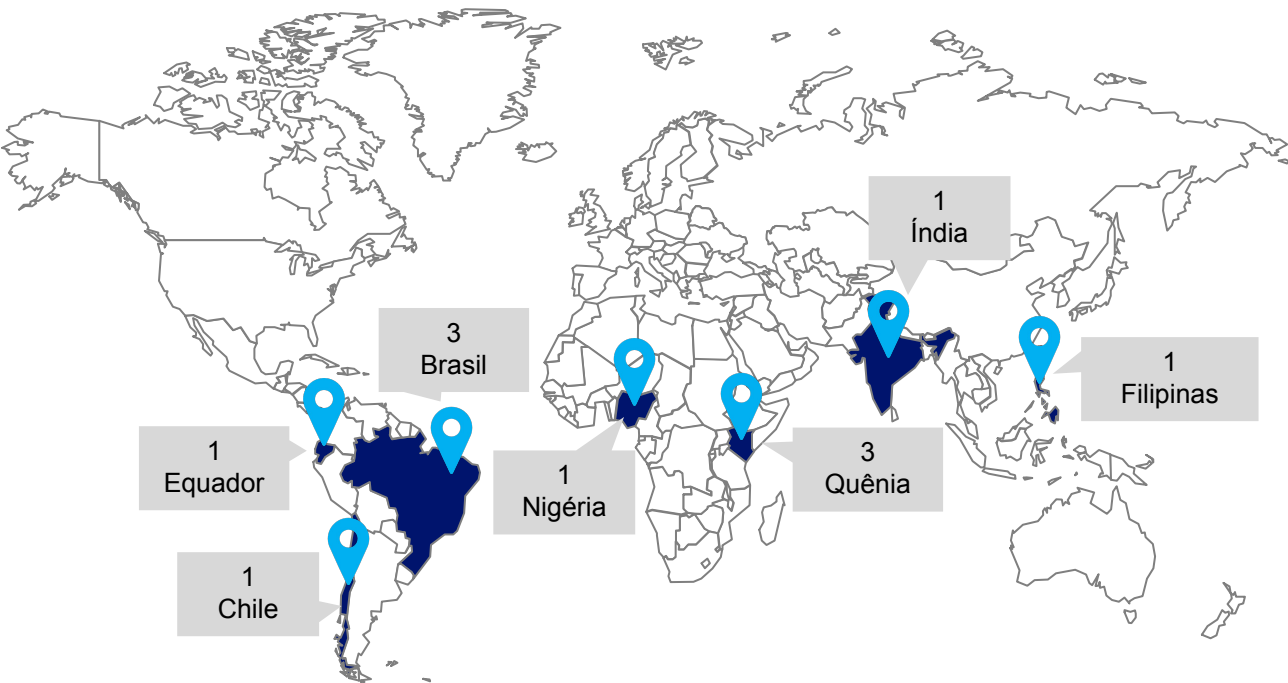 1
Índia
3
Brasil
1
Filipinas
1
Equador
1
Nigéria
3
Quênia
1
Chile